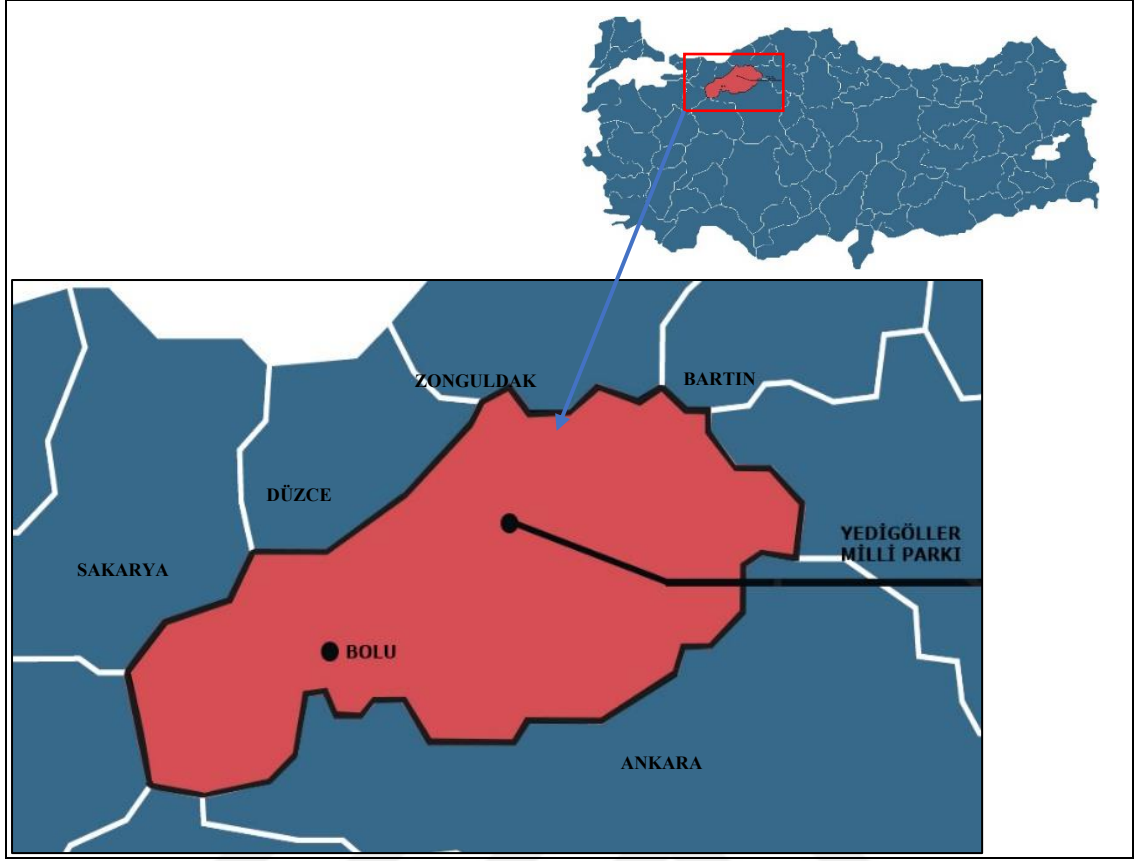 ZONGULDAK
BARTIN
DÜZCE
YEDİGÖLLER
MİLLİ PARKI
SAKARYA
BOLU
ANKARA